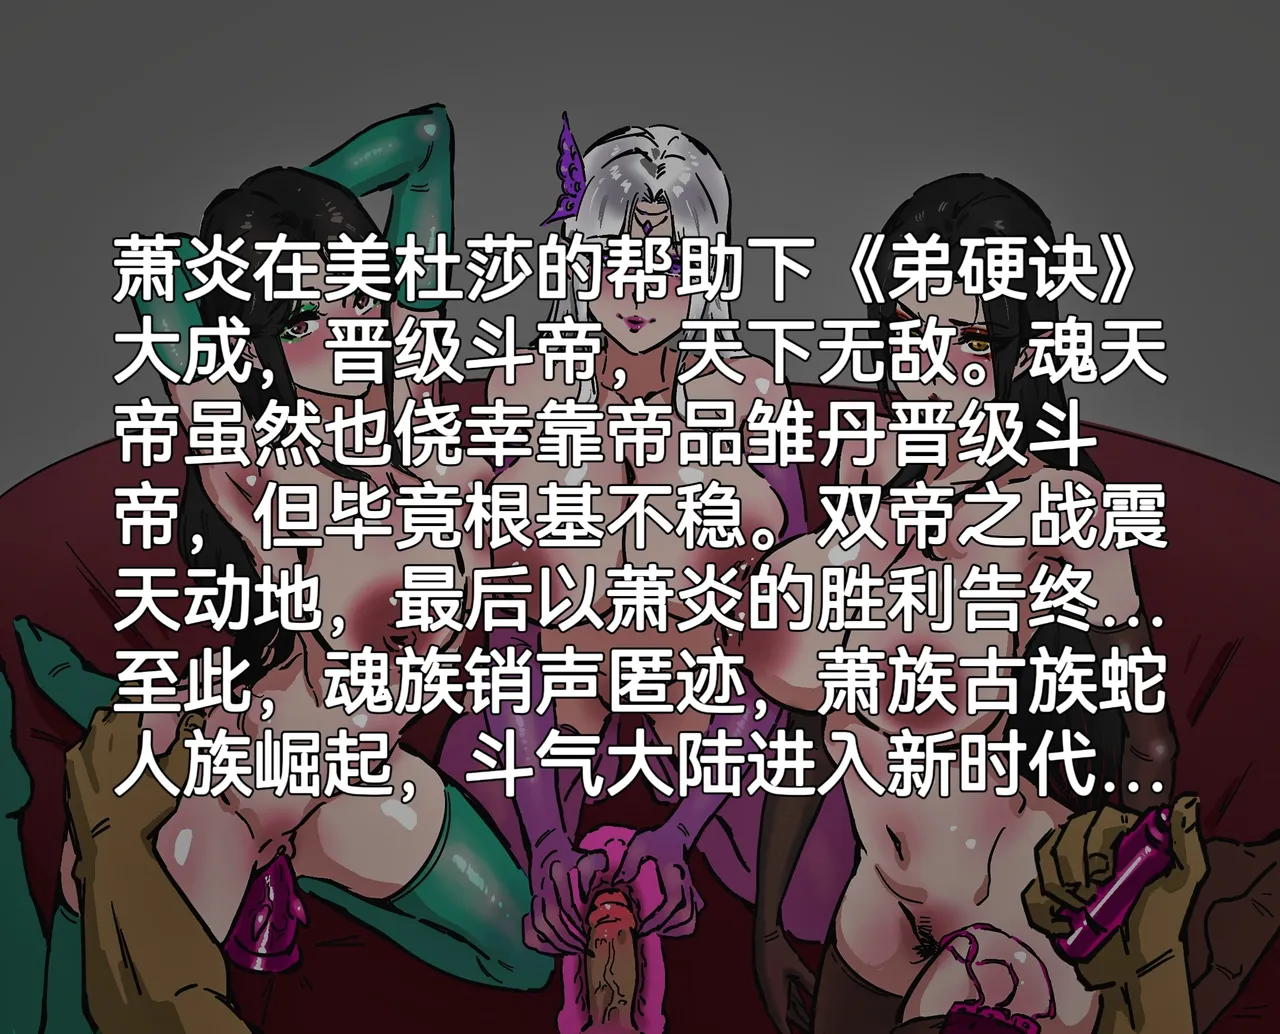 萧炎在美杜莎的帮助下《弟硬诀》
大成，晋级斗帝，天下无敌。魂天
帝虽然也侥幸靠帝品雏丹晋级斗
帝，但毕竟根基不稳。双帝之战震
天动地，最后以萧炎的胜利告终...
至此，魂族销声匿迹，萧族古族蛇
人族崛起，斗气大陆进入新时代...